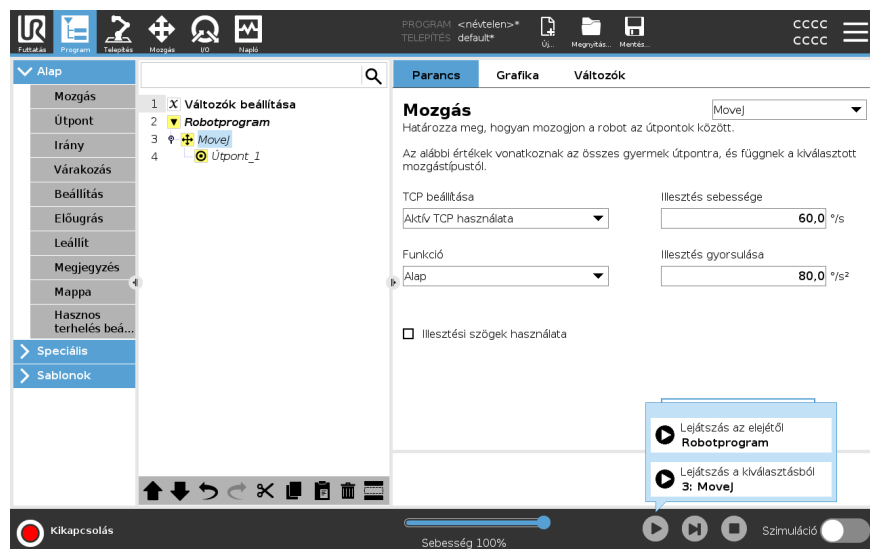 Futtatás
Program
Telepítés
Mozgás
I/O
Napló
PROGRAM <névtelen>*
TELEPÍTÉS default*
Új...
Megnyitás...
Mentés...
CCCC
CCCC
Alap
Mozgás
Útpont
Irány
Várakozás
Beállítás
Előugrás
Leállít
Megjegyzés
Mappa
Hasznos
terhelés beá...
Speciális
Sablonok
1 X Változók beállítása
2 Robotprogram
3 MoveJ
4 Útpont_1
Parancs
Grafika
Változók
Mozgás
MoveJ
Határozza meg, hogyan mozogjon a robot az útpontok között.
Az alábbi értékek vonatkoznak az összes gyermek útpontra, és függnek a kiválasztott
mozgástípustól.
TCP beállítása
Illesztés sebessége
Aktív TCP használata
60,0 °/s
Funkció
Illesztés gyorsulása
Alap
80,0 °/s²
Illesztési szögek használata
Lejátszás az elejétől
Robotprogram
Lejátszás a kiválasztásból
3: MoveJ
Kikapcsolás
Sebesség 100%
Szimuláció